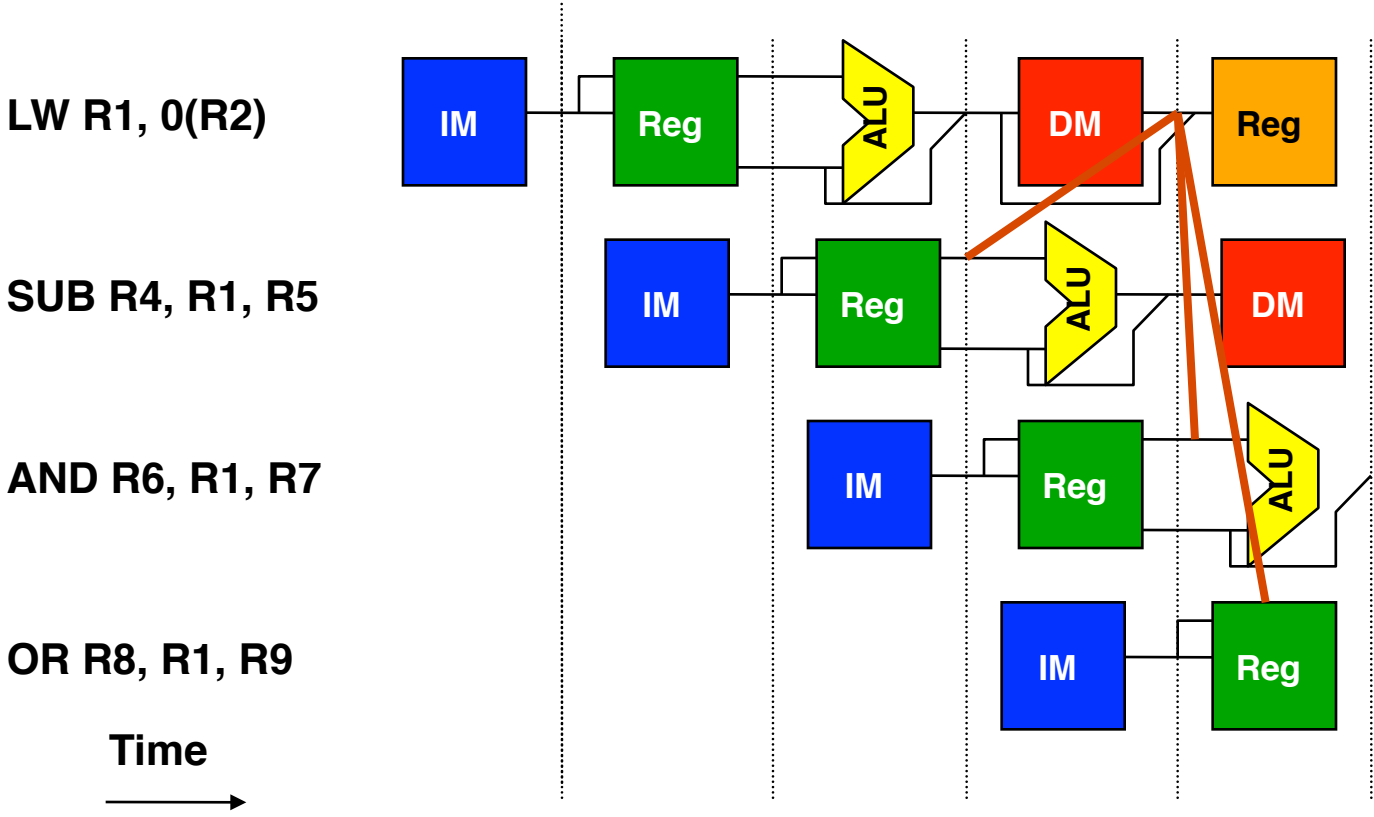 LW R1, 0(R2) IM Reg ALU DM Reg
SUB R4, R1, R5 IM Reg ALU DM
AND R6, R1, R7 IM Reg ALU
OR R8, R1, R9 IM Reg
Time